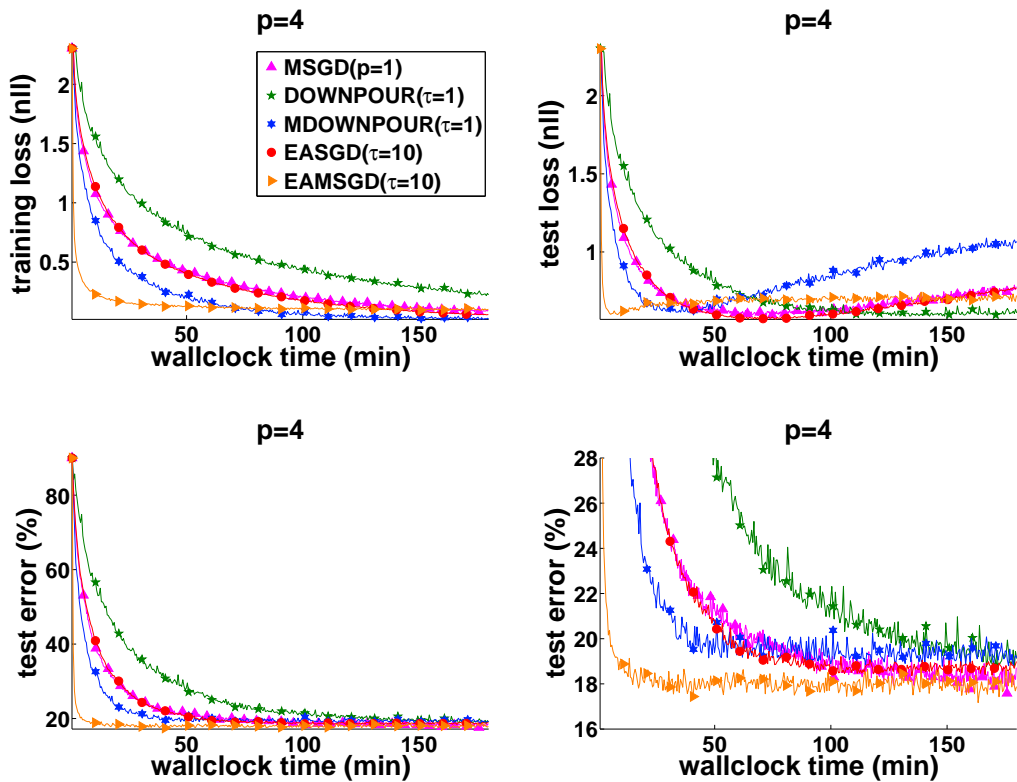 p=4
training loss (nll)
2
1.5
1
0.5
50 100 150
wallclock time (min)
MSGD(p=1)
DOWNPOUR(τ=1)
MDOWNPOUR(τ=1)
EASGD(τ=10)
EAMSGD(τ=10)
p=4
test loss (nll)
2
1.5
1
50 100 150
wallclock time (min)
p=4
test error (%)
80
60
40
20
50 100 150
wallclock time (min)
p=4
test error (%)
28
26
24
22
20
18
16
50 100 150
wallclock time (min)